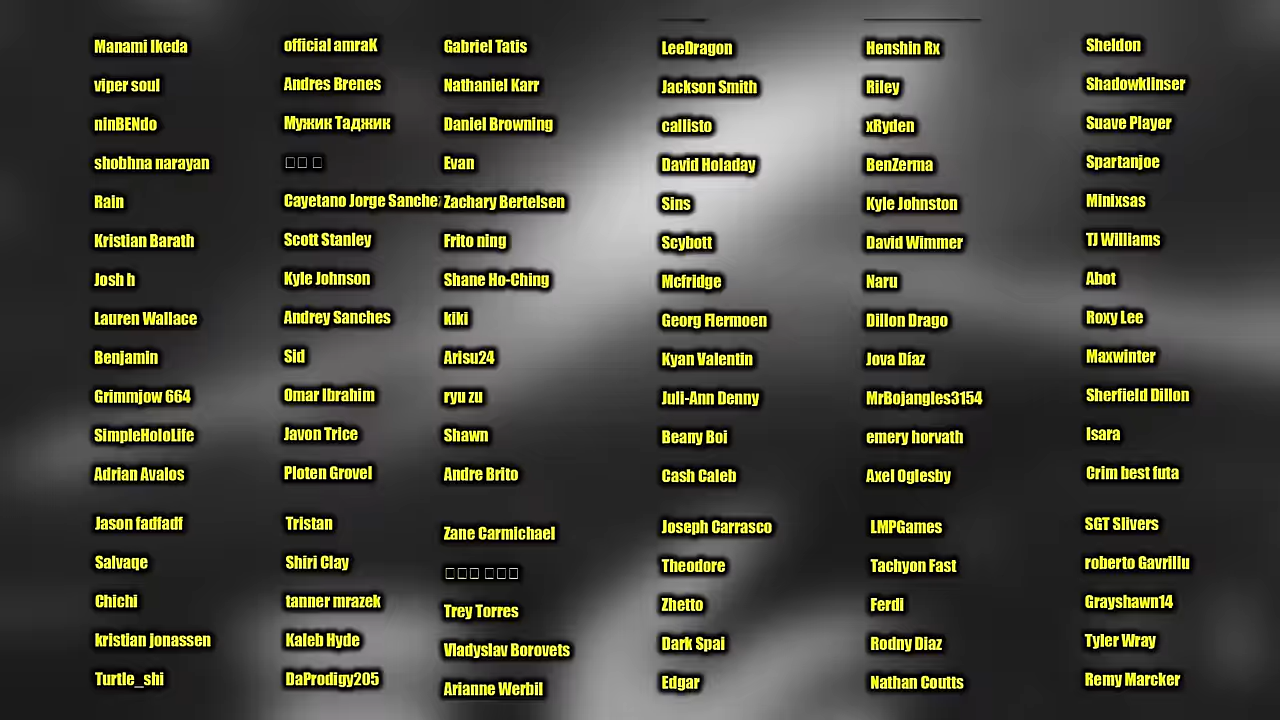 Manami Ikeda
viper soul
ninBENdo
shobhna narayan
Rain
Kristian Barath
Josh h
Lauren Wallace
Benjamin
Grimmjow 664
SimpleHoloLife
Adrian Avalos
Jason fadfadf
Salvaqe
Chichi
kristian jonassen
Turtle_shi
official amraK
Andres Brenes
Мужик Таджик
Cayetano Jorge Sanchez
Scott Stanley
Kyle Johnson
Andrey Sanches
Sid
Omar Ibrahim
Javon Trice
Ploten Grovel
Tristan
Shiri Clay
tanner mrazek
Kaleb Hyde
DaProdigy205
Gabriel Tatis
Nathaniel Karr
Daniel Browning
Evan
Zachary Bertelsen
Frito ning
Shane Ho-Ching
kiki
Arisu24
ryu zu
Shawn
Andre Brito
Zane Carmichael
Trey Torres
Vladyslav Borovets
Arianne Werbil
LeeDragon
Jackson Smith
callisto
David Holaday
Sins
Scybott
Mcfridge
Georg Flermoen
Kyan Valentin
Juli-Ann Denny
Beany Boi
Cash Caleb
Joseph Carrasco
Theodore
Zhetto
Dark Spai
Edgar
Henshin Rx
Riley
xRyden
BenZerma
Kyle Johnston
David Wimmer
Naru
Dillon Drago
Jova Díaz
MrBojangles3154
emery horvath
Axel Oglesby
LMPGames
Tachyon Fast
Ferdi
Rodny Diaz
Nathan Coutts
Sheldon
Shadowklinser
Suave Player
Spartanjoe
Minixsas
TJ Williams
Abot
Roxy Lee
Maxwinter
Sherfield Dillon
Isara
Crim best futa
SGT Slivers
roberto Gavrillu
Grayshawn14
Tyler Wray
Remy Marcker